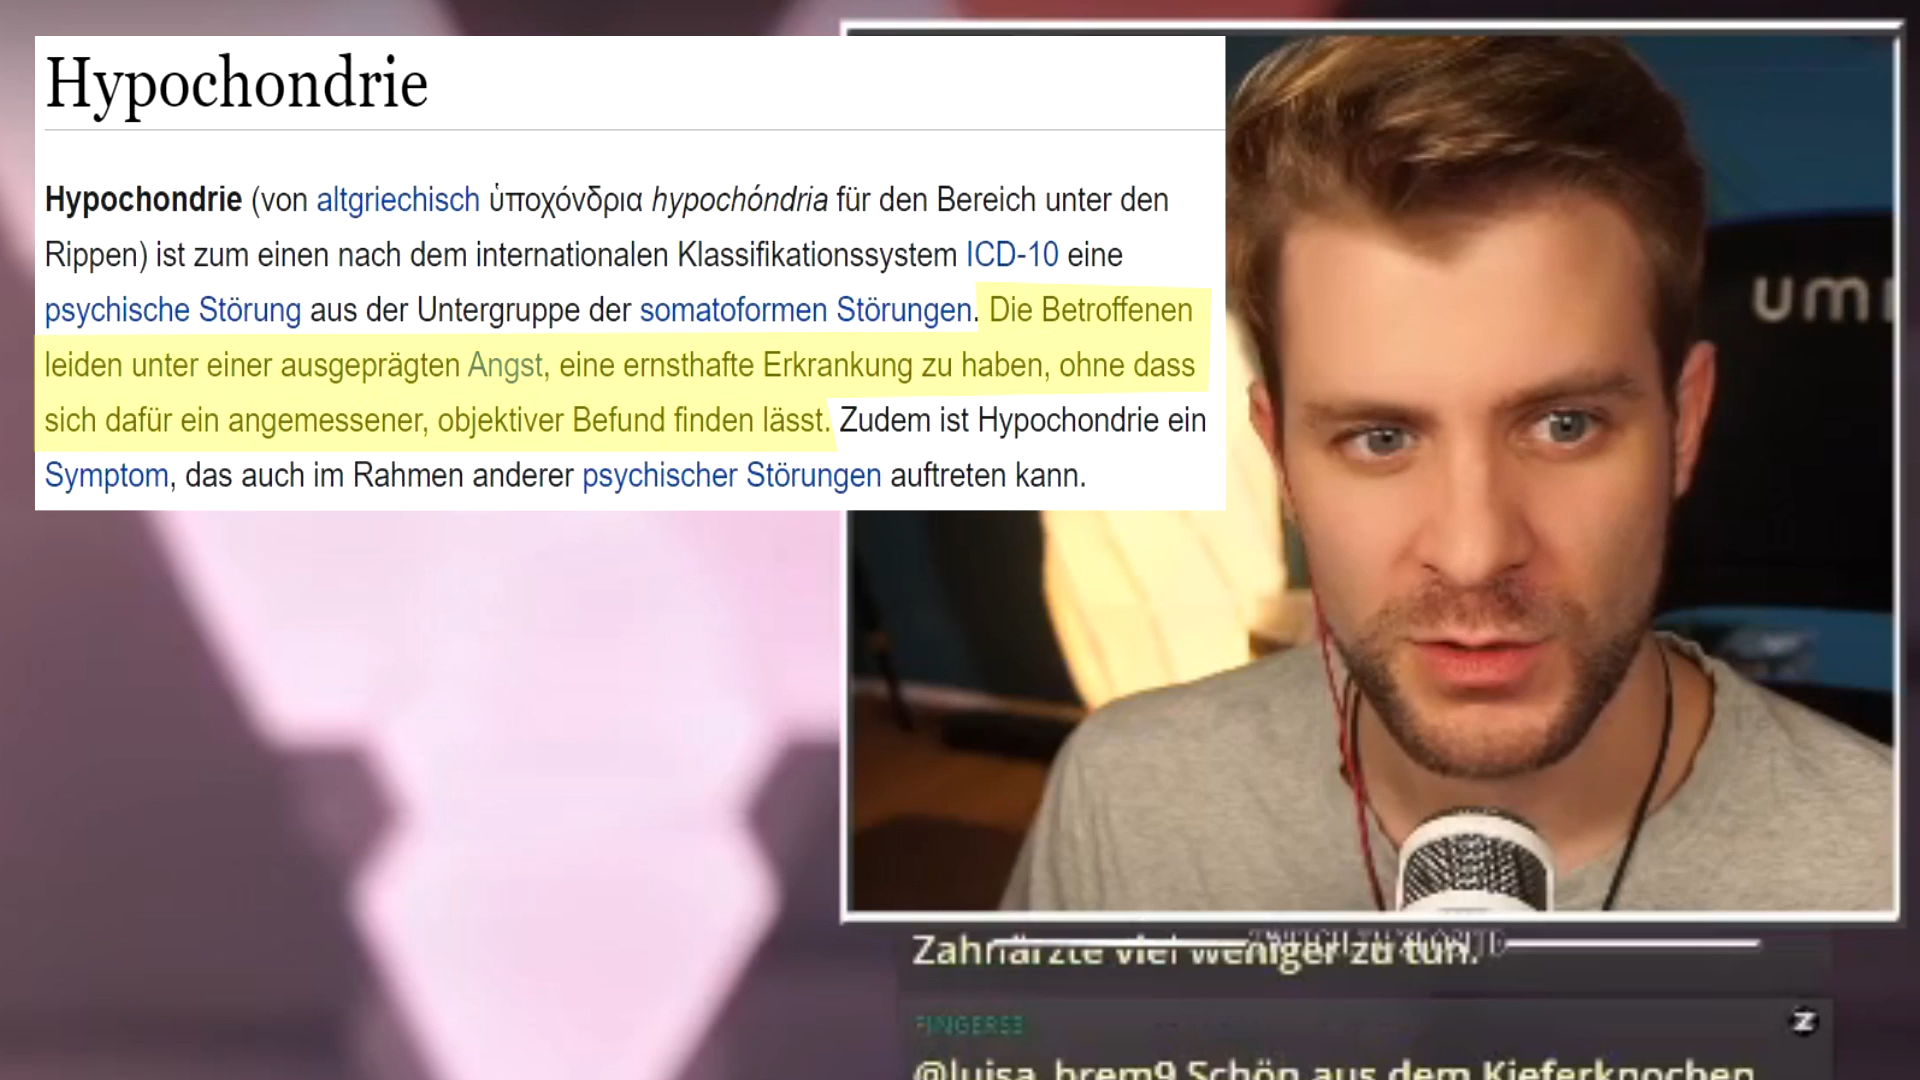 Hypochondrie
Hypochondrie (von altgriechisch ὑποχόνδρια hypochóndria für den Bereich unter den
Rippen) ist zum einen nach dem internationalen Klassifikationssystem ICD-10 eine
psychische Störung aus der Untergruppe der somatoformen Störungen. Die Betroffenen
leiden unter einer ausgeprägten Angst, eine ernsthafte Erkrankung zu haben, ohne dass
sich dafür ein angemessener, objektiver Befund finden lässt. Zudem ist Hypochondrie ein
Symptom, das auch im Rahmen anderer psychischer Störungen auftreten kann.
Zahnärzte viel weniger zu tun.
@luisa_brem9 Schön aus dem Kieferknochen